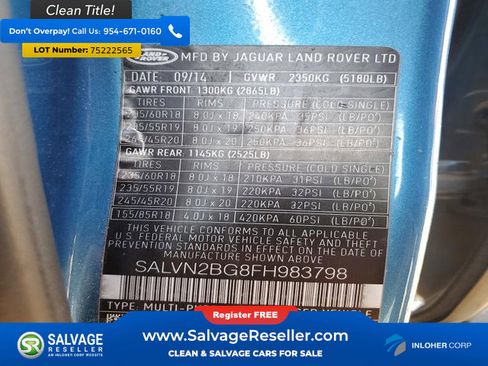 Clean Title!
Don't Overpay! Call Us: 954-671-0160
Lot Number: 75222565
LAND ROVER
MFD BY JAGUAR LAND ROVER LTD
DATE: 09/14 GVWR 2350KG (5180LB)
GAWR FRONT: 1300KG (2865LB)
TIRES RIMS PRESSURE (COLD SINGLE)
235/60R18 8.0J x 18 240KPA 35PSI (LB/PO²)
235/55R19 8.0J x 19 250KPA 36PSI (LB/PO²)
245/45R20 8.0J x 20 250KPA 36PSI (LB/PO²)
GAWR REAR: 1145KG (2525LB)
TIRES RIMS PRESSURE (COLD SINGLE)
235/60R18 8.0J x 18 210KPA 31PSI (LB/PO²)
235/55R19 8.0J x 19 220KPA 32PSI (LB/PO²)
245/45R20 8.0J x 20 220KPA 32PSI (LB/PO²)
155/85R18 4.0J x 18 420KPA 60PSI (LB/PO²)
THIS VEHICLE CONFORMS TO ALL APPLICABLE
U.S. FEDERAL MOTOR VEHICLE SAFETY AND
THEFT PREVENTION STANDARDS IN EFFECT ON
THE DATE OF MANUFACTURE SHOWN ABOVE.
SALVN2BG8FH983798
TYPE: VEHICLE
SALVAGE
RESELLER
AN INLOHER CORP WEBSITE
www.SalvageReseller.com
CLEAN & SALVAGE CARS FOR SALE
INLOHER CORP